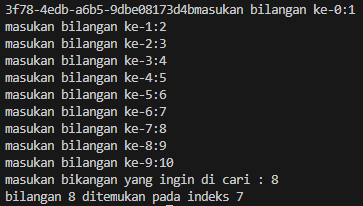 3f78-4edb-a6b5-9dbe08173d4bmasukan bilangan ke-0:1
masukan bilangan ke-1:2
masukan bilangan ke-2:3
masukan bilangan ke-3:4
masukan bilangan ke-4:5
masukan bilangan ke-5:6
masukan bilangan ke-6:7
masukan bilangan ke-7:8
masukan bilangan ke-8:9
masukan bilangan ke-9:10
masukan bikangan yang ingin di cari : 8
bilangan 8 ditemukan pada indeks 7